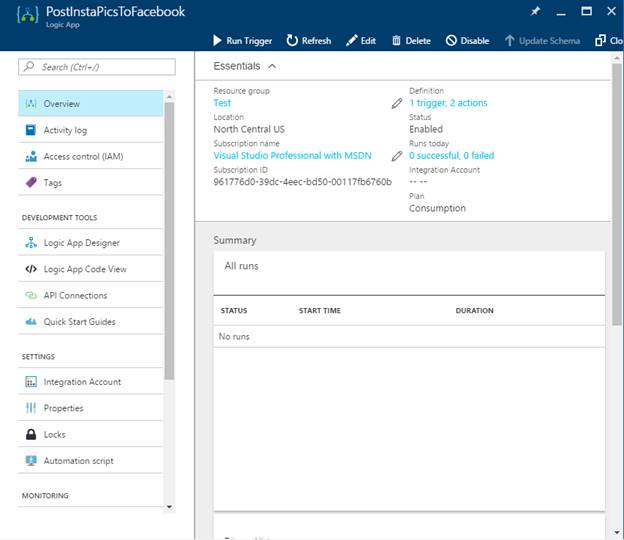 PostInstaPicsToFacebook
Logic App
Run Trigger Refresh Edit Delete Disable Update Schema Clo
Search (Ctrl+/)
Overview
Activity log
Access control (IAM)
Tags
DEVELOPMENT TOOLS
Logic App Designer
Logic App Code View
API Connections
Quick Start Guides
SETTINGS
Integration Account
Properties
Locks
Automation script
MONITORING
Essentials
Resource group
Test
Location
North Central US
Subscription name
Visual Studio Professional with MSDN
Subscription ID
961776d0-39dc-4eec-bd50-00117fb6760b
Definition
1 trigger, 2 actions
Status
Enabled
Runs today
0 successful, 0 failed
Integration Account
-- --
Plan
Consumption
Summary
All runs
STATUS START TIME DURATION
No runs